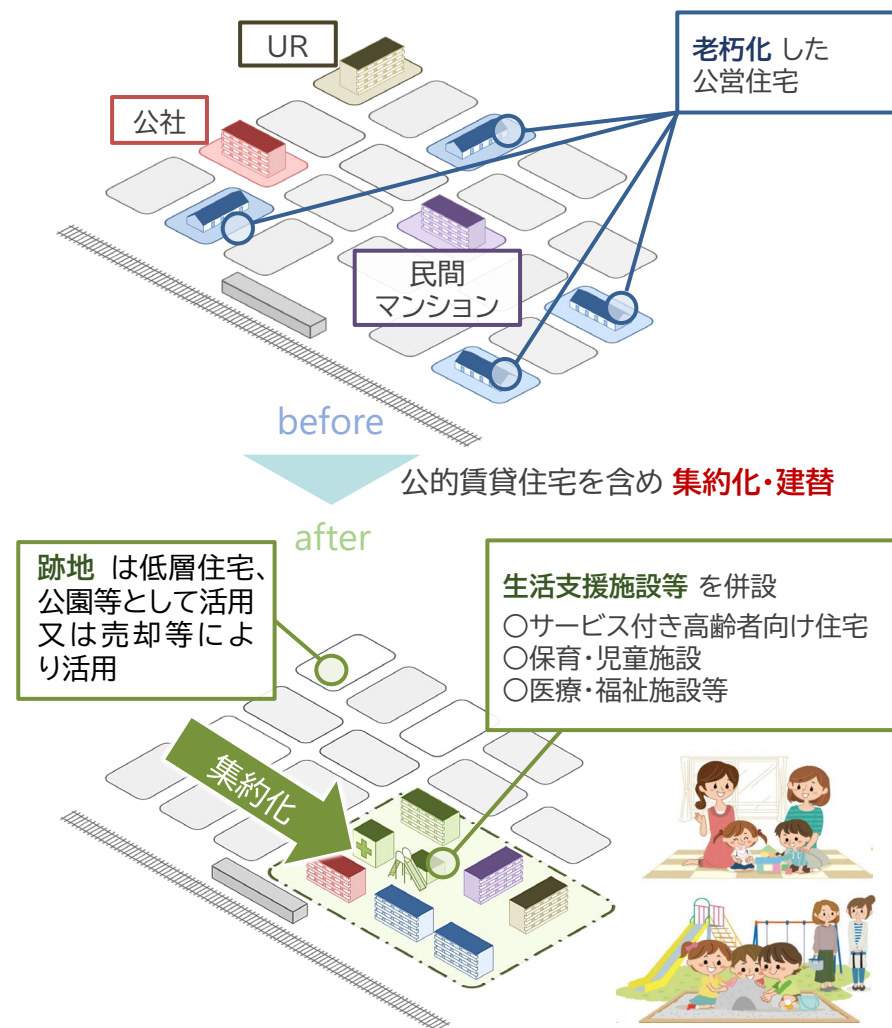 UR
公社
老朽化 した
公営住宅
民間
マンション
before
公的賃貸住宅を含め 集約化・建替
after
跡地 は低層住宅、
公園等として活用
又は売却等によ
り活用
生活支援施設等 を併設
○サービス付き高齢者向け住宅
○保育・児童施設
○医療・福祉施設等
集約化